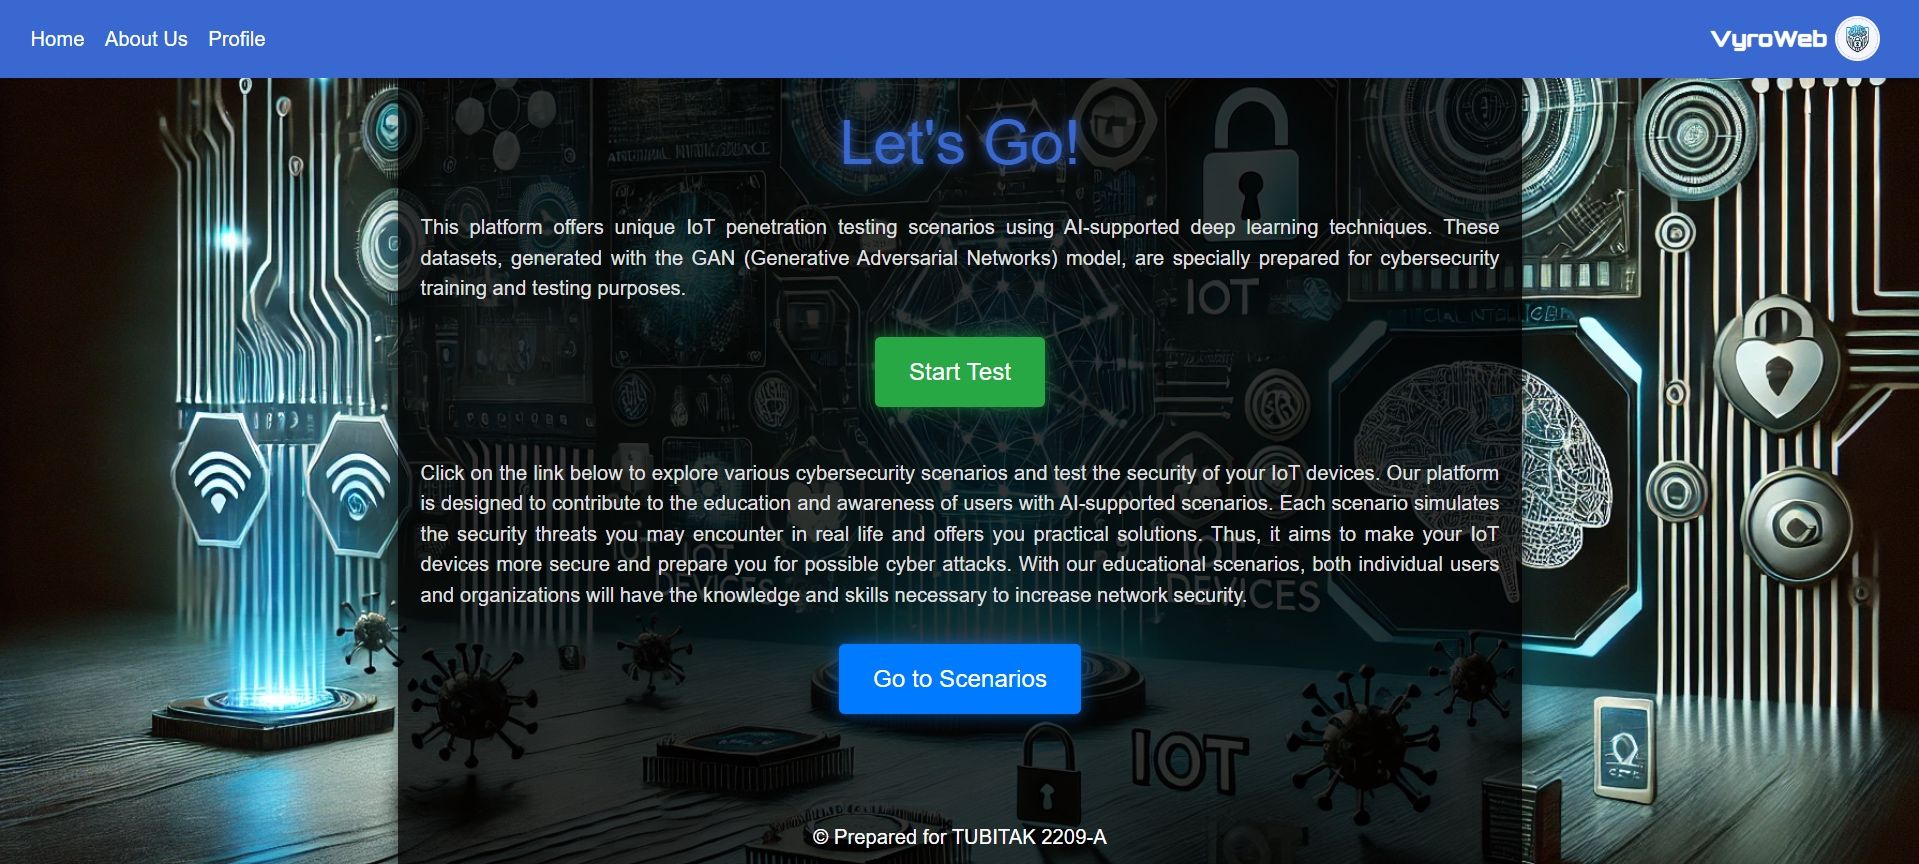 Home About Us Profile
VyroWeb
Let's Go!
This platform offers unique IoT penetration testing scenarios using AI-supported deep learning techniques. These
datasets, generated with the GAN (Generative Adversarial Networks) model, are specially prepared for cybersecurity
training and testing purposes.
IOT
Start Test
Click on the link below to explore various cybersecurity scenarios and test the security of your IoT devices. Our platform
is designed to contribute to the education and awareness of users with AI-supported scenarios. Each scenario simulates
the security threats you may encounter in real life and offers you practical solutions. Thus, it aims to make your IoT
devices more secure and prepare you for possible cyber attacks. With our educational scenarios, both individual users
and organizations will have the knowledge and skills necessary to increase network security.
IOT
DEVICES
IOT
DEVICES
Go to Scenarios
IOT
© Prepared for TUBITAK 2209-A